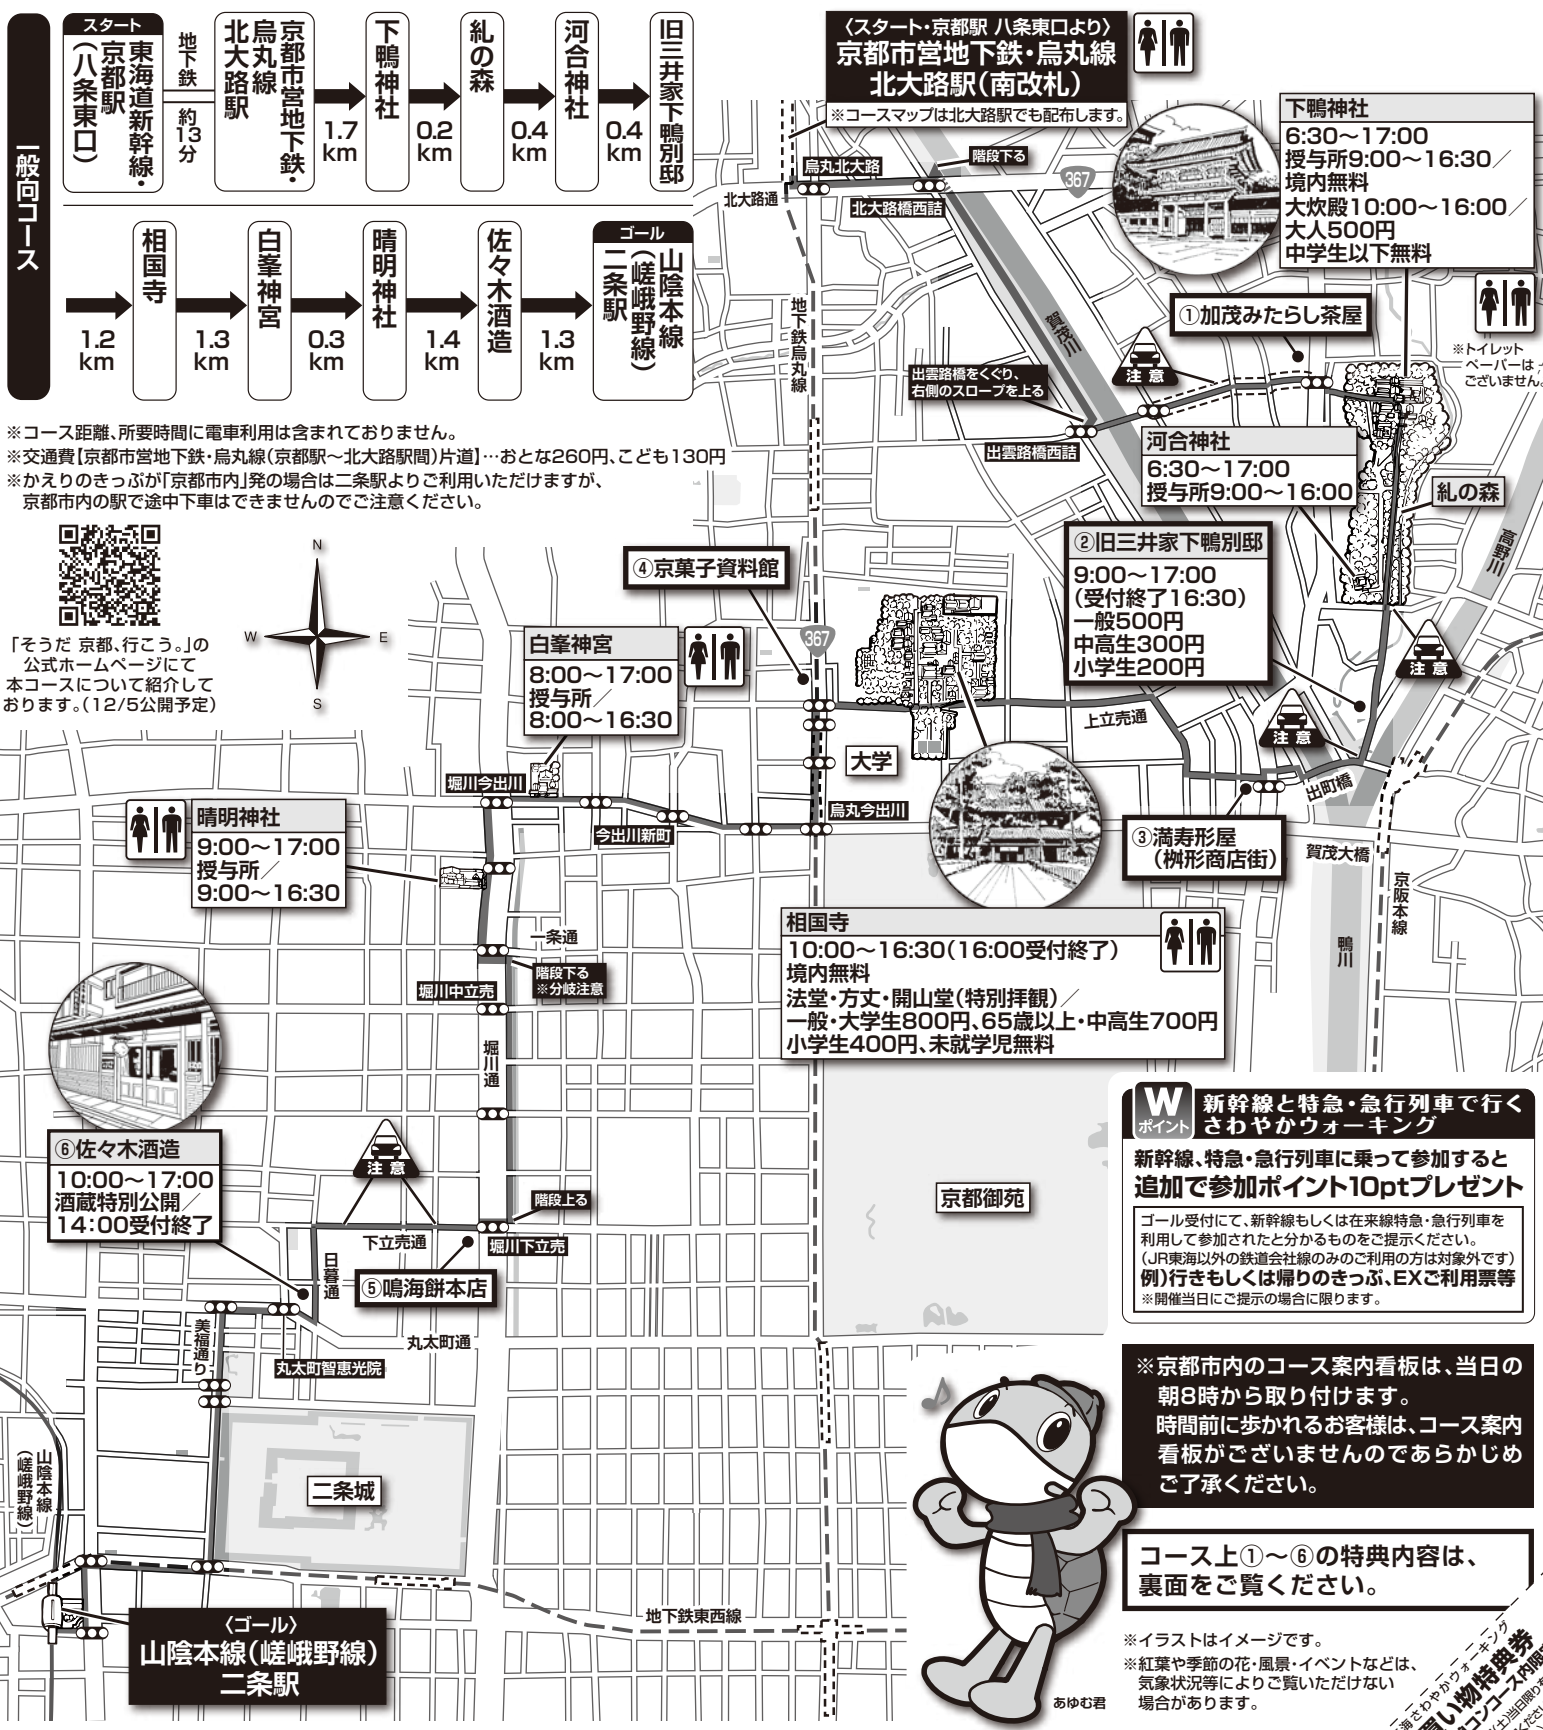 一般向コース
スタート
東海道新幹線・
京都駅
(八条東口)
地下鉄
約13分
京都市営地下鉄・
烏丸線
北大路駅
1.7
km
下鴨神社
0.2
km
糺の森
0.4
km
河合神社
0.4
km
旧三井家下鴨別邸
1.2
km
相国寺
1.3
km
白峯神宮
0.3
km
晴明神社
1.4
km
佐々木酒造
1.3
km
ゴール
山陰本線
(嵯峨野線)
二条駅
※コース距離、所要時間に電車利用は含まれておりません。
※交通費【京都市営地下鉄・烏丸線(京都駅〜北大路駅間)片道】…おとな260円、こども130円
※かえりのきっぷが「京都市内」発の場合は二条駅よりご利用いただけますが、
京都市内の駅で途中下車はできませんのでご注意ください。
「そうだ 京都、行こう。」の
公式ホームページにて
本コースについて紹介して
おります。(12/5公開予定)
N
W
E
S
〈スタート・京都駅 八条東口より〉
京都市営地下鉄・烏丸線
北大路駅(南改札)
※コースマップは北大路駅でも配布します。
烏丸北大路
階段下る
367
北大路通
北大路橋西詰
下鴨神社
6:30〜17:00
授与所9:00〜16:30/
境内無料
大炊殿10:00〜16:00/
大人500円
中学生以下無料
※トイレット
ペーパーは
ございません。
①加茂みたらし茶屋
地下鉄烏丸線
賀茂川
注意
出雲路橋をくぐり、
右側のスロープを上る
出雲路橋西詰
河合神社
6:30〜17:00
授与所9:00〜16:00
糺の森
高野川
②旧三井家下鴨別邸
9:00〜17:00
(受付終了16:30)
一般500円
中高生300円
小学生200円
注意
④京菓子資料館
367
白峯神宮
8:00〜17:00
授与所/
8:00〜16:30
上立売通
注意
大学
出町橋
堀川今出川
烏丸今出川
今出川新町
③満寿形屋
(桝形商店街)
賀茂大橋
京阪本線
鴨川
晴明神社
9:00〜17:00
授与所/
9:00〜16:30
相国寺
10:00〜16:30(16:00受付終了)
境内無料
法堂・方丈・開山堂(特別拝観)/
一般・大学生800円、65歳以上・中高生700円
小学生400円、未就学児無料
一条通
階段下る
※分岐注意
堀川中立売
堀川通
⑥佐々木酒造
10:00〜17:00
酒蔵特別公開/
14:00受付終了
注意
階段上る
下立売通
堀川下立売
日暮通
⑤鳴海餅本店
京都御苑
美福通り
丸太町通
丸太町智恵光院
山陰本線
(嵯峨野線)
二条城
地下鉄東西線
〈ゴール〉
山陰本線(嵯峨野線)
二条駅
W
ポイント
新幹線と特急・急行列車で行く
さわやかウォーキング
新幹線、特急・急行列車に乗って参加すると
追加で参加ポイント10ptプレゼント
ゴール受付にて、新幹線もしくは在来線特急・急行列車を
利用して参加されたと分かるものをご提示ください。
(JR東海以外の鉄道会社線のみのご利用の方は対象外です)
例)行きもしくは帰りのきっぷ、EXご利用票等
※開催当日にご提示の場合に限ります。
※京都市内のコース案内看板は、当日の
朝8時から取り付けます。
時間前に歩かれるお客様は、コース案内
看板がございませんのであらかじめ
ご了承ください。
コース上①〜⑥の特典内容は、
裏面をご覧ください。
※イラストはイメージです。
※紅葉や季節の花・風景・イベントなどは、
気象状況等によりご覧いただけない
場合があります。
あゆむ君
海さわやかウォーキング
買い物特典券